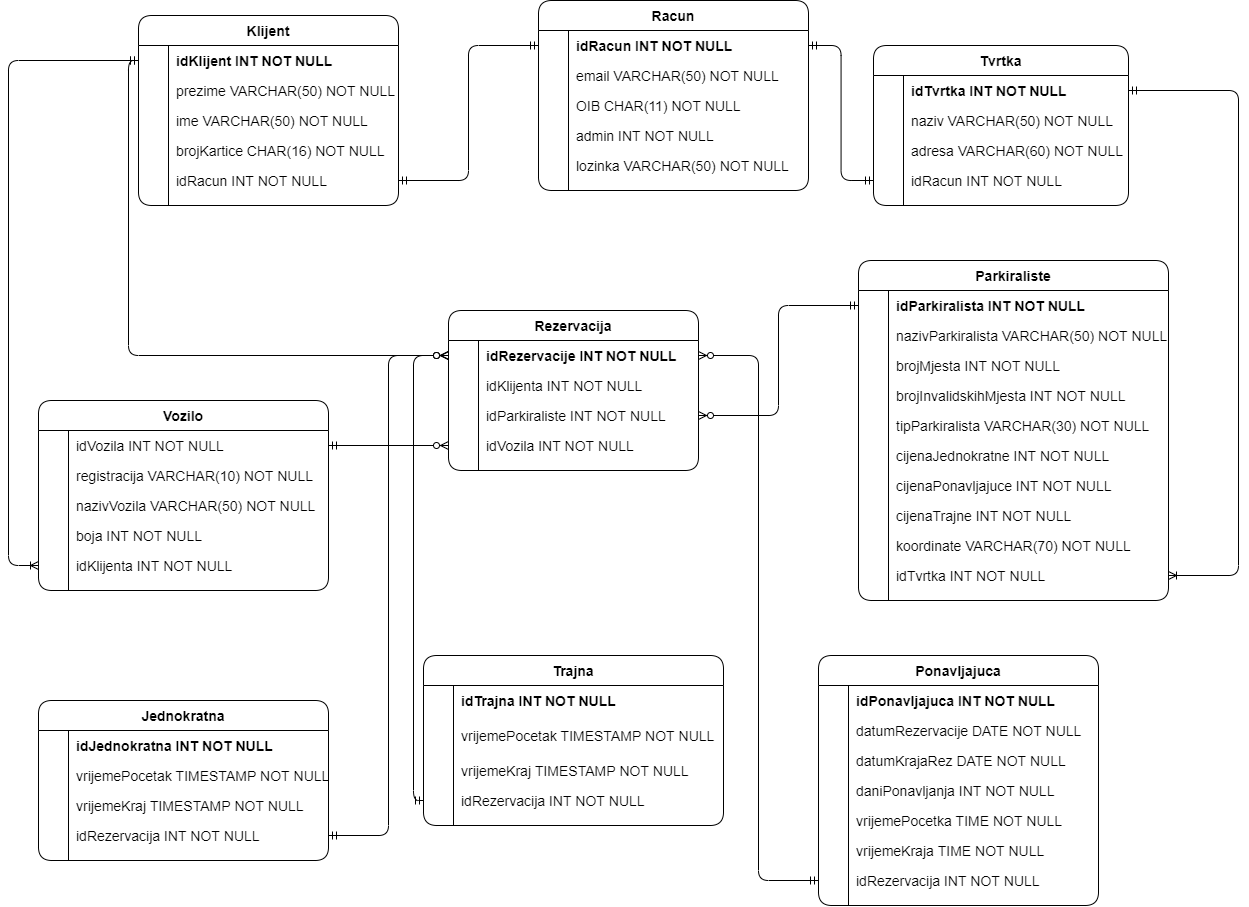 Klijent
idKlijent INT NOT NULL
prezime VARCHAR(50) NOT NULL
ime VARCHAR(50) NOT NULL
brojKartice CHAR(16) NOT NULL
idRacun INT NOT NULL
Racun
idRacun INT NOT NULL
email VARCHAR(50) NOT NULL
OIB CHAR(11) NOT NULL
admin INT NOT NULL
lozinka VARCHAR(50) NOT NULL
Tvrtka
idTvrtka INT NOT NULL
naziv VARCHAR(50) NOT NULL
adresa VARCHAR(60) NOT NULL
idRacun INT NOT NULL
Parkiraliste
idParkiralista INT NOT NULL
nazivParkiralista VARCHAR(50) NOT NULL
brojMjesta INT NOT NULL
brojInvalidskihMjesta INT NOT NULL
tipParkiralista VARCHAR(30) NOT NULL
cijenaJednokratne INT NOT NULL
cijenaPonavljajuce INT NOT NULL
cijenaTrajne INT NOT NULL
koordinate VARCHAR(70) NOT NULL
idTvrtka INT NOT NULL
Rezervacija
idRezervacije INT NOT NULL
idKlijenta INT NOT NULL
idParkiraliste INT NOT NULL
idVozila INT NOT NULL
Vozilo
idVozila INT NOT NULL
registracija VARCHAR(10) NOT NULL
nazivVozila VARCHAR(50) NOT NULL
boja INT NOT NULL
idKlijenta INT NOT NULL
Jednokratna
idJednokratna INT NOT NULL
vrijemePocetak TIMESTAMP NOT NULL
vrijemeKraj TIMESTAMP NOT NULL
idRezervacija INT NOT NULL
Trajna
idTrajna INT NOT NULL
vrijemePocetak TIMESTAMP NOT NULL
vrijemeKraj TIMESTAMP NOT NULL
idRezervacija INT NOT NULL
Ponavljajuca
idPonavljajuca INT NOT NULL
datumRezervacije DATE NOT NULL
datumKrajaRez DATE NOT NULL
daniPonavljanja INT NOT NULL
vrijemePocetka TIME NOT NULL
vrijemeKraja TIME NOT NULL
idRezervacija INT NOT NULL